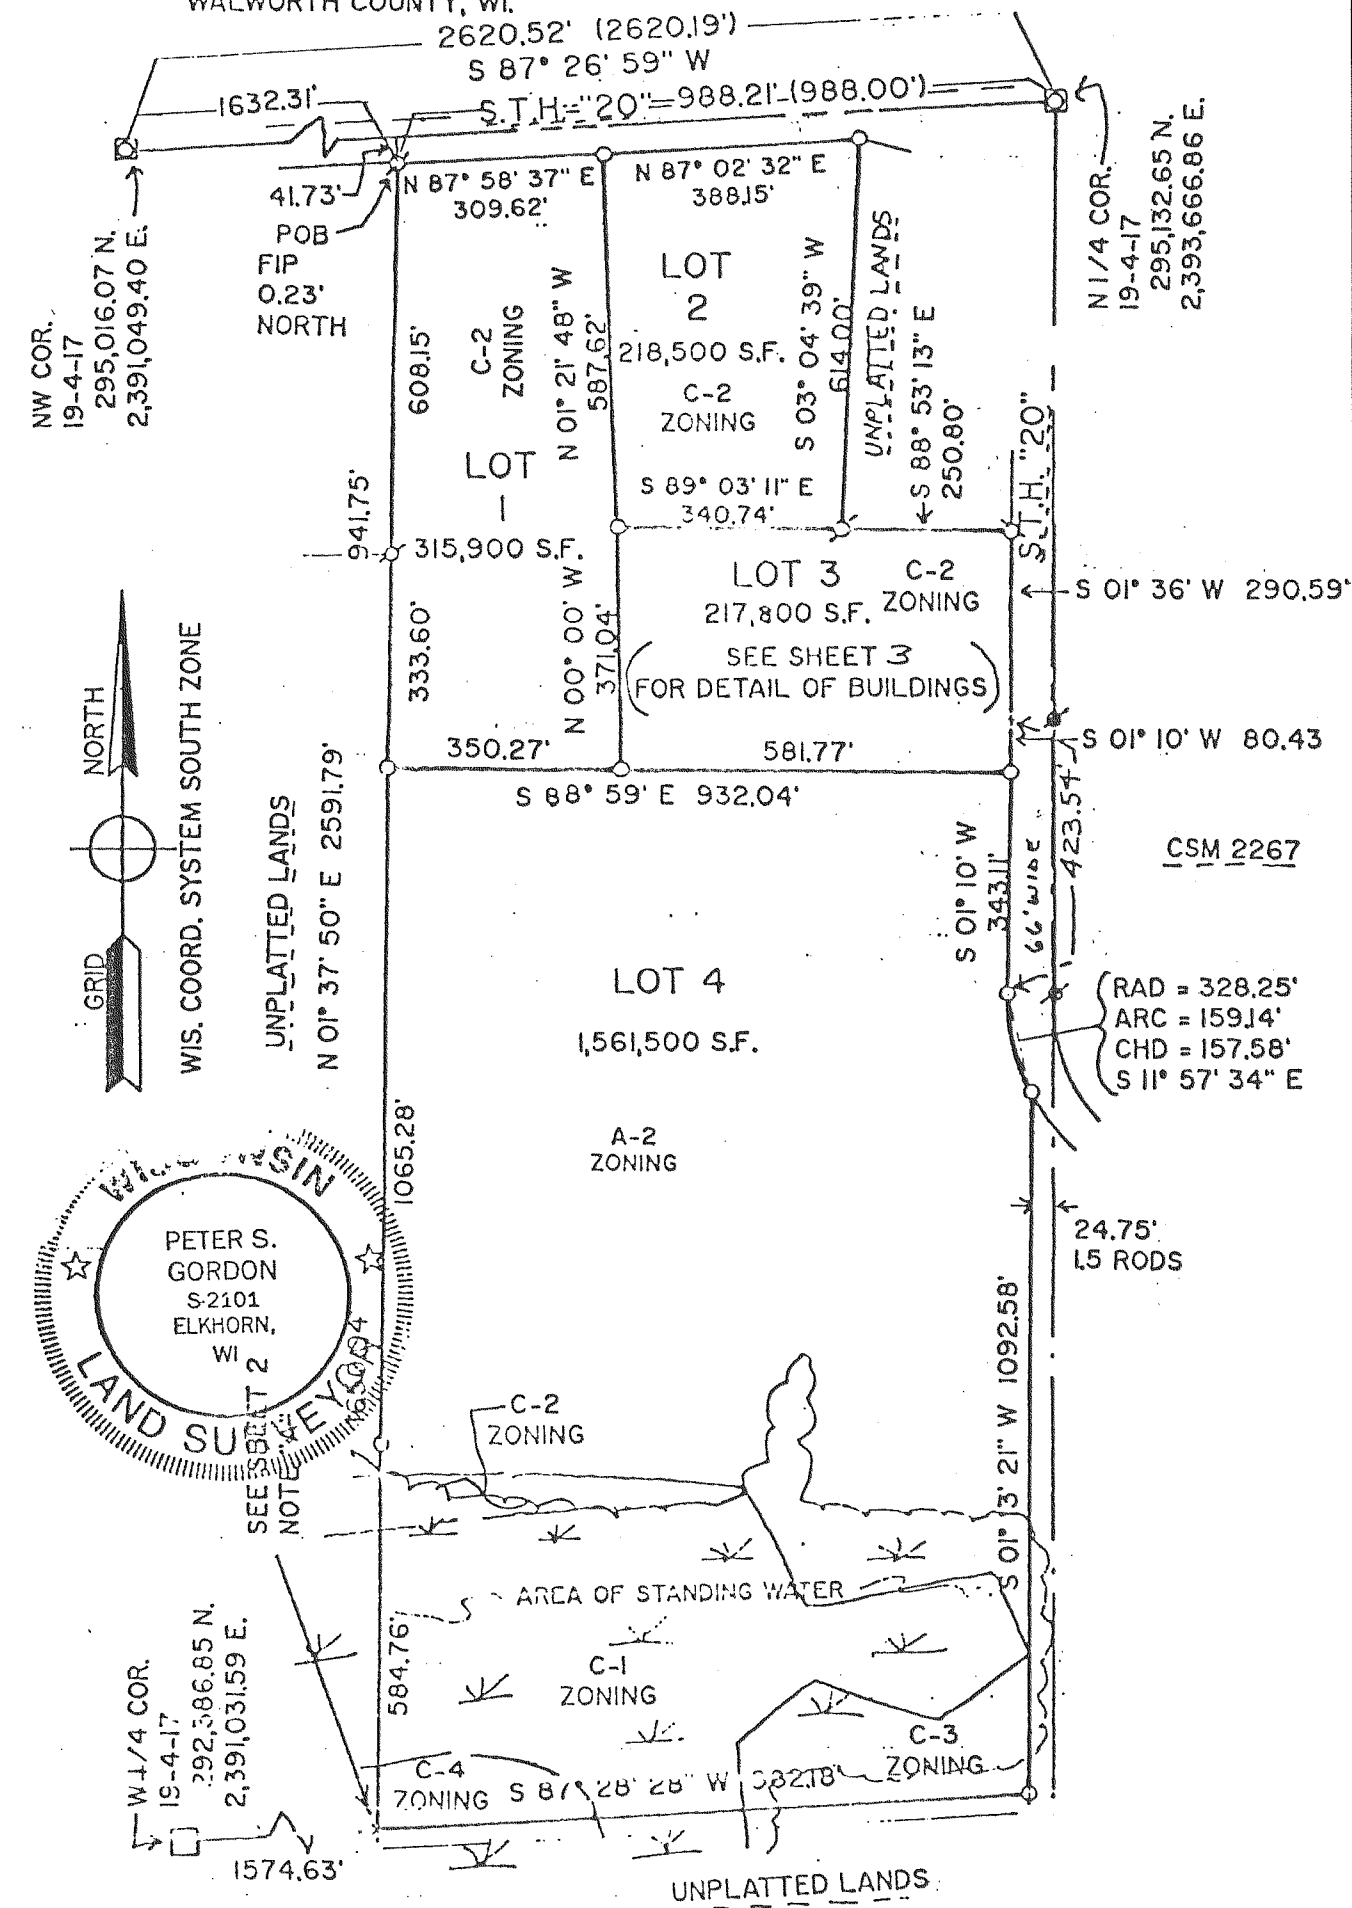 WALWORTH COUNTY, WI.
2620.52' (2620.19')
S 87° 26' 59" W
1632.31'
S.T.H. "20"
988.21' (988.00')
41.73'
POB
FIP
0.23'
NORTH
N 87° 58' 37" E
309.62'
N 87° 02' 32" E
388.15'
NW COR.
19-4-17
295,016.07 N.
2,391,049.40 E.
N 1/4 COR.
19-4-17
295,132.65 N.
2,393,666.86 E.
608.15'
C-2
ZONING
N 01° 21' 48" W
587.62'
LOT
2
218,500 S.F.
C-2
ZONING
S 03° 04' 39" W
614.00'
UNPLATTED LANDS
S 88° 53' 13" E
250.80'
S.T.H. "20"
LOT
1
315,900 S.F.
941.75'
S 89° 03' 11" E
340.74'
333.60'
N 00° 00' W
371.04'
LOT 3
217,800 S.F.
C-2
ZONING
(SEE SHEET 3
FOR DETAIL OF BUILDINGS)
S 01° 36' W 290.59'
S 01° 10' W 80.43
350.27'
581.77'
S 88° 59' E 932.04'
NORTH
GRID
WIS. COORD. SYSTEM SOUTH ZONE
UNPLATTED LANDS
N 01° 37' 50" E 2591.79'
S 01° 10' W
343.11'
66' WIDE
423.54'
CSM 2267
LOT 4
1,561,500 S.F.
A-2
ZONING
RAD = 328.25'
ARC = 159.14'
CHD = 157.58'
S 11° 57' 34" E
1065.28'
24.75'
1.5 RODS
WISCONSIN
PETER S.
GORDON
S-2101
ELKHORN,
WI
LAND SURVEYOR
SEE SHEET 2
NOTE
S 01° 13' 21" W 1092.58'
C-2
ZONING
AREA OF STANDING WATER
584.76'
C-1
ZONING
C-3
ZONING
C-4
ZONING
S 87° 28' 28" W
W 1/4 COR.
19-4-17
292,386.85 N.
2,391,031.59 E.
1574.63'
UNPLATTED LANDS